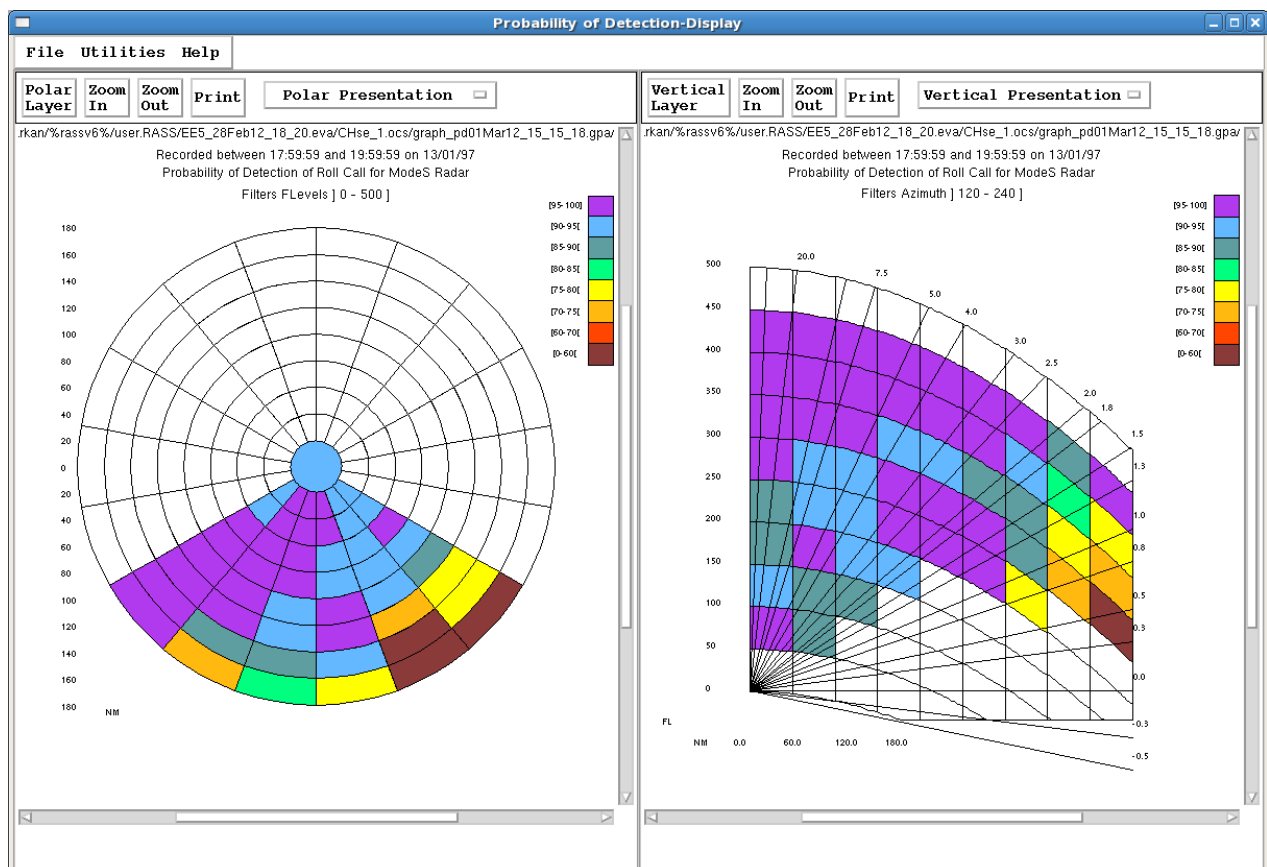 Probability of Detection-Display
File Utilities Help
Polar Layer
Zoom In
Zoom Out
Print
Polar Presentation
.rkan/%rassv6%/user.RASS/EE5_28Feb12_18_20.eva/CHse_1.ocs/graph_pd01Mar12_15_15_18.gpa/
Recorded between 17:59:59 and 19:59:59 on 13/01/97
Probability of Detection of Roll Call for ModeS Radar
Filters FLevels ] 0 - 500 ]
[95-100]
[90-95[
[85-90[
[80-85[
[75-80[
[70-75[
[60-70[
[0-60[
180
160
140
120
100
80
60
40
20
0
20
40
60
80
100
120
140
160
180
NM
Vertical Layer
Zoom In
Zoom Out
Print
Vertical Presentation
.rkan/%rassv6%/user.RASS/EE5_28Feb12_18_20.eva/CHse_1.ocs/graph_pd01Mar12_15_15_18.gpa/
Recorded between 17:59:59 and 19:59:59 on 13/01/97
Probability of Detection of Roll Call for ModeS Radar
Filters Azimuth ] 120 - 240 ]
[95-100]
[90-95[
[85-90[
[80-85[
[75-80[
[70-75[
[60-70[
[0-60[
500
450
400
350
300
250
200
150
100
50
0
FL
NM 0.0 60.0 120.0 180.0
20.0
7.5
5.0
4.0
3.0
2.5
2.0
1.8
1.5
1.3
1.0
0.8
0.5
0.3
0.0
-0.3
-0.5